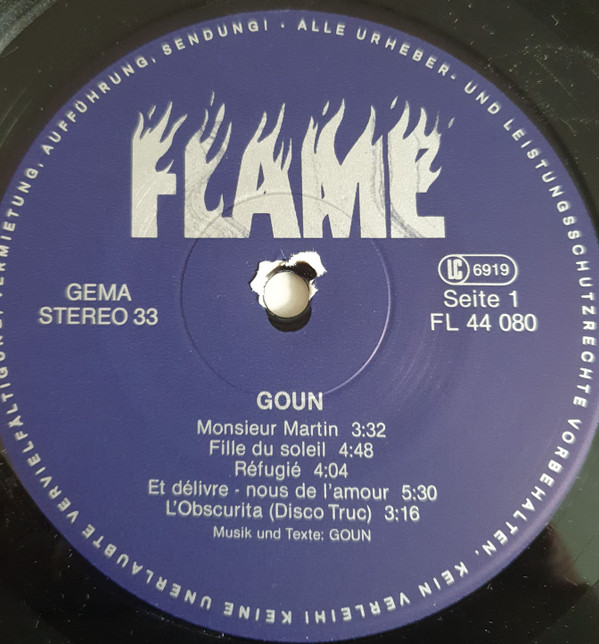 ALLE URHEBER- UND LEISTUNGSSCHUTZRECHTE VORBEHALTEN, KEIN VERLEIH! KEINE UNERLAUBTE VERVIELFÄLTIGUNG, VERMIETUNG, AUFFÜHRUNG, SENDUNG! ·
FLAME
GEMA
STEREO 33
LC 6919
Seite 1
FL 44 080
GOUN
Monsieur Martin 3:32
Fille du soleil 4:48
Réfugié 4:04
Et délivre - nous de l'amour 5:30
L'Obscurita (Disco Truc) 3:16
Musik und Texte: GOUN